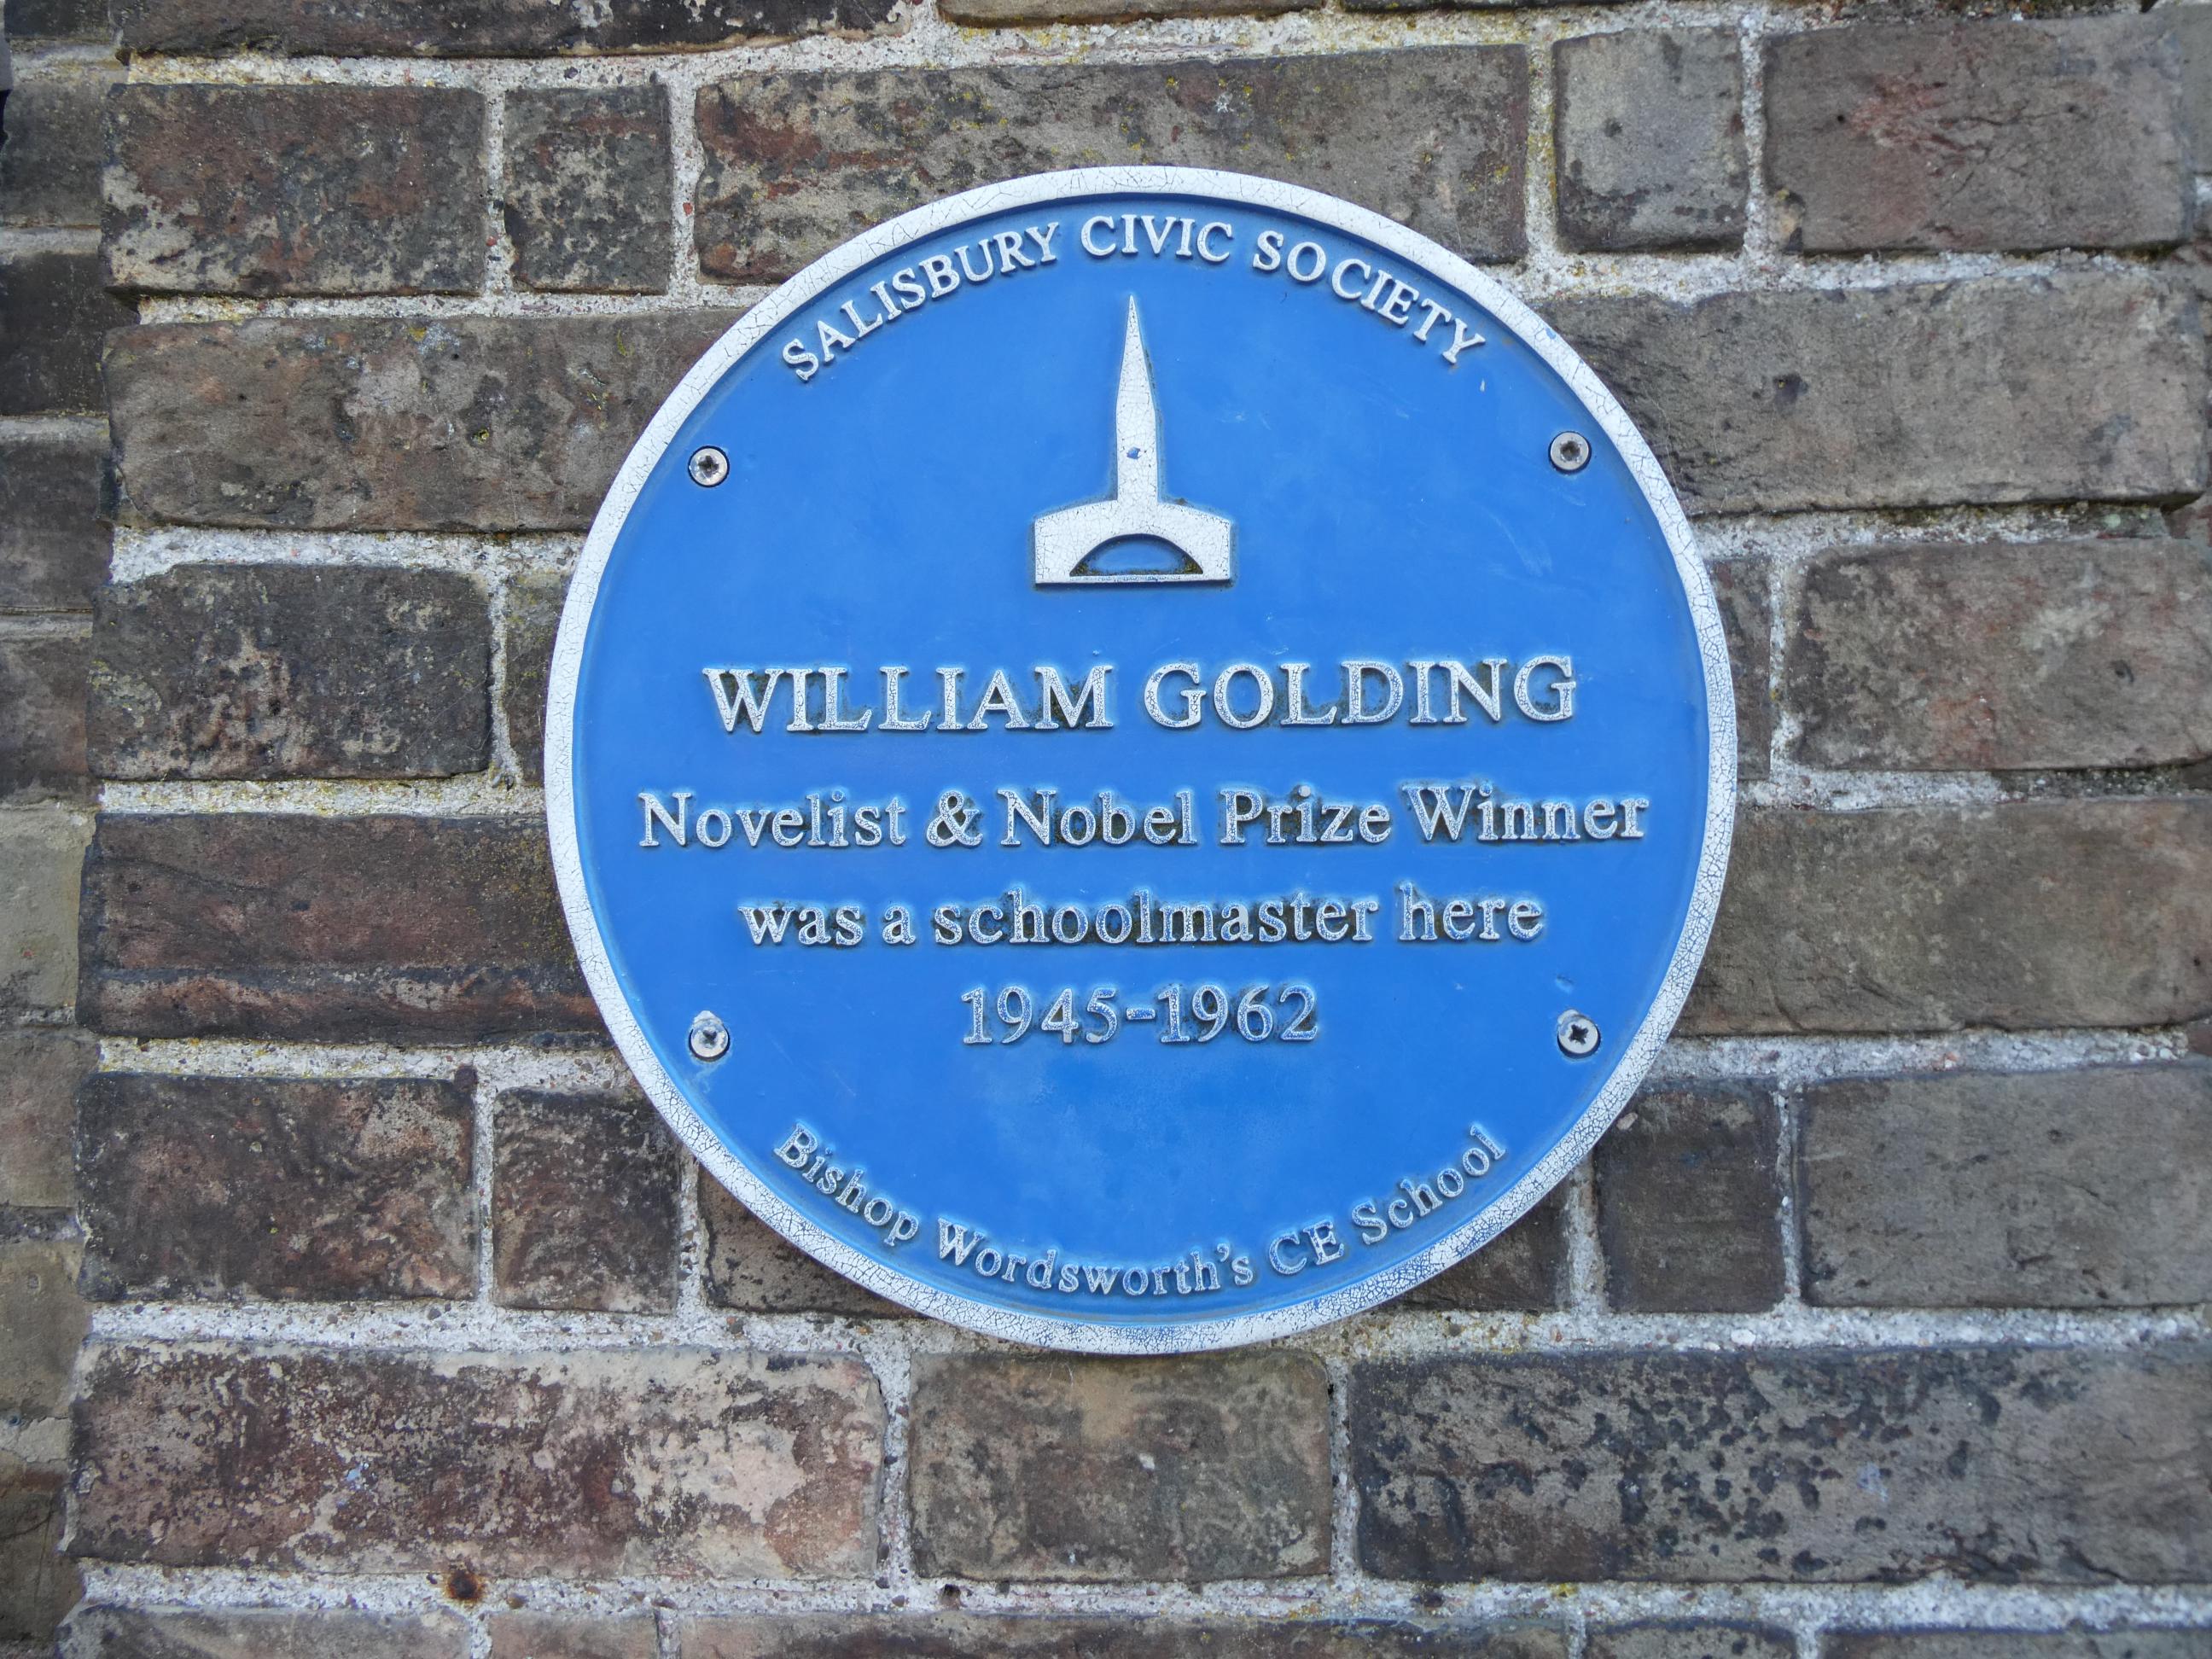 SALISBURY CIVIC SOCIETY
WILLIAM GOLDING
Novelist & Nobel Prize Winner
was a schoolmaster here
1945-1962
Bishop Wordsworth's CE School